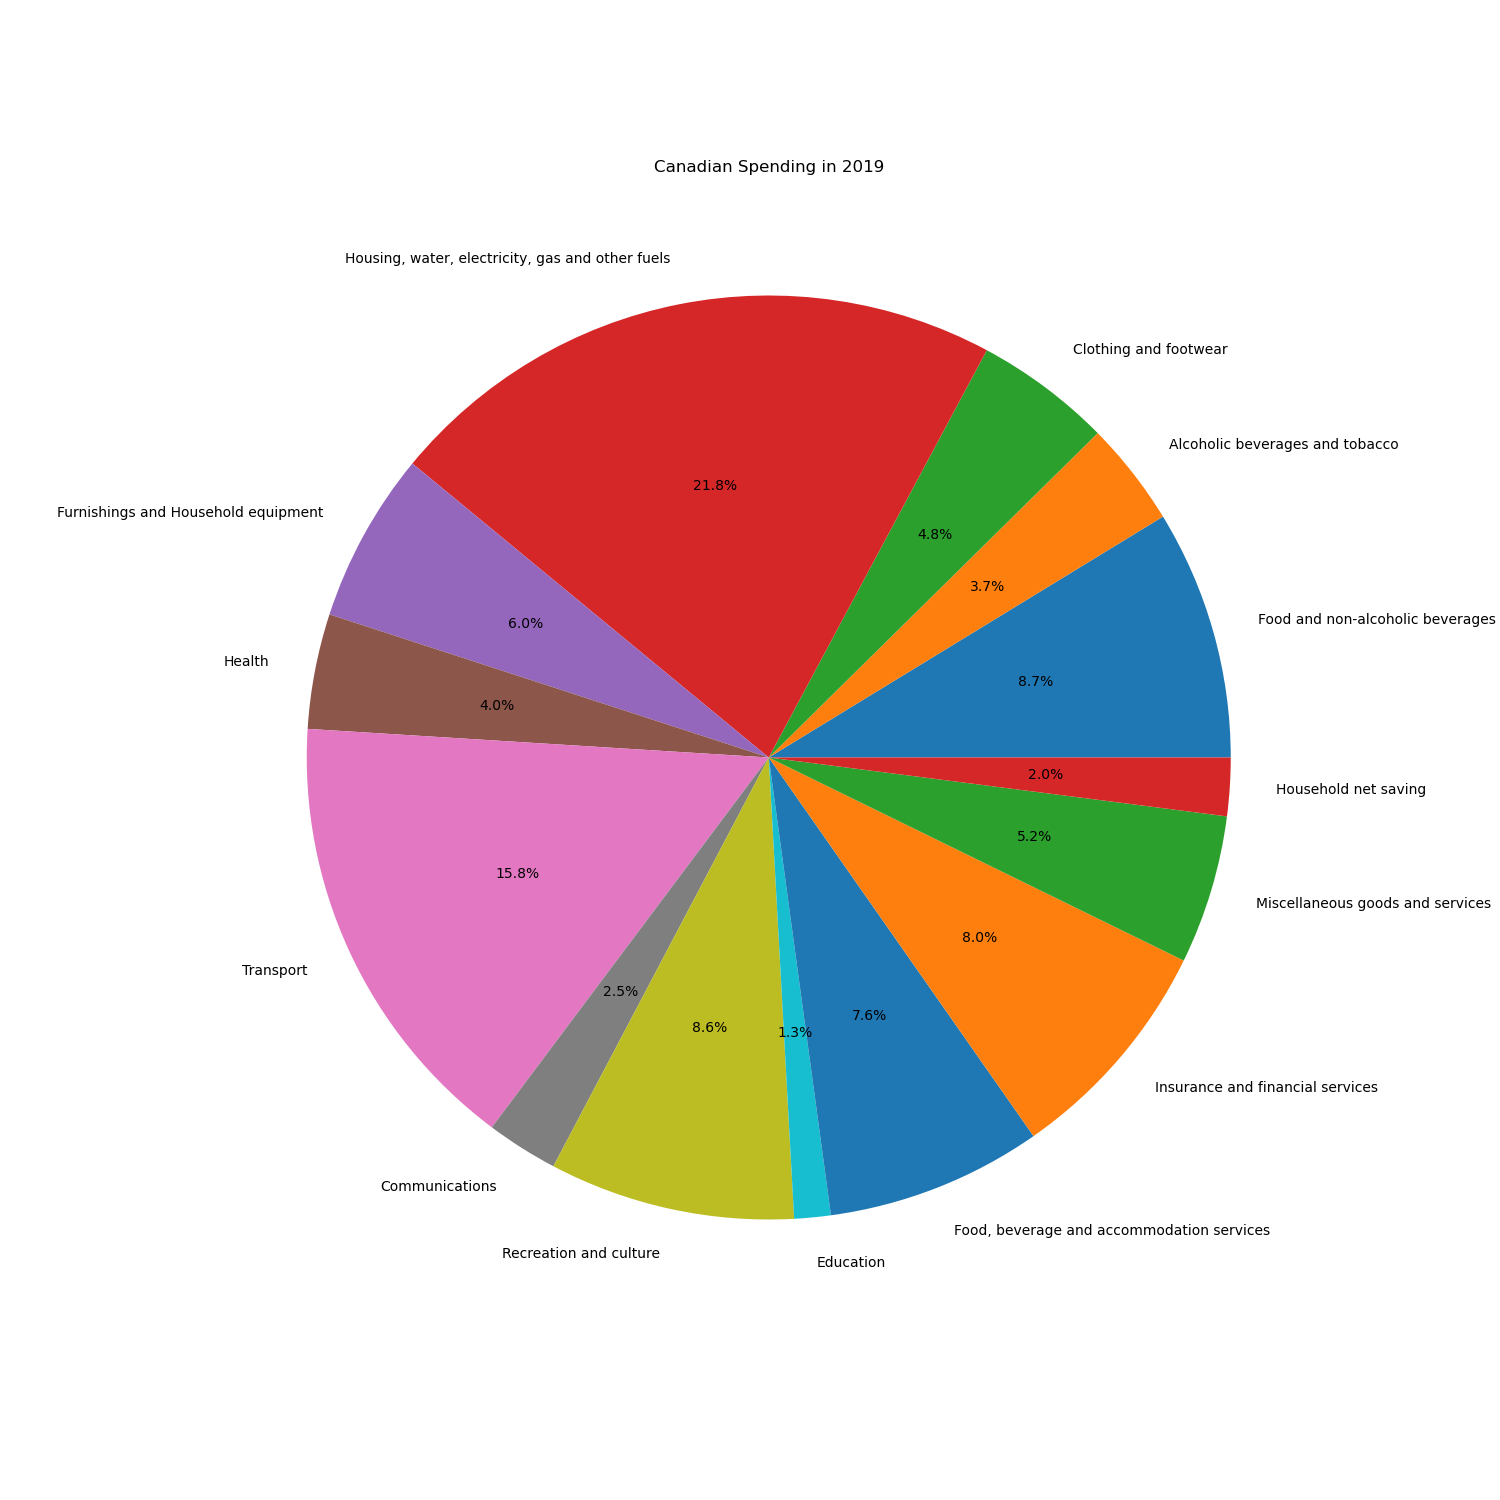 Canadian Spending in 2019
Housing, water, electricity, gas and other fuels
Clothing and footwear
Alcoholic beverages and tobacco
21.8%
Furnishings and Household equipment
4.8%
3.7%
Food and non-alcoholic beverages
6.0%
Health
8.7%
4.0%
2.0%
Household net saving
5.2%
15.8%
Miscellaneous goods and services
8.0%
Transport
2.5%
7.6%
8.6%
1.3%
Insurance and financial services
Communications
Food, beverage and accommodation services
Recreation and culture
Education